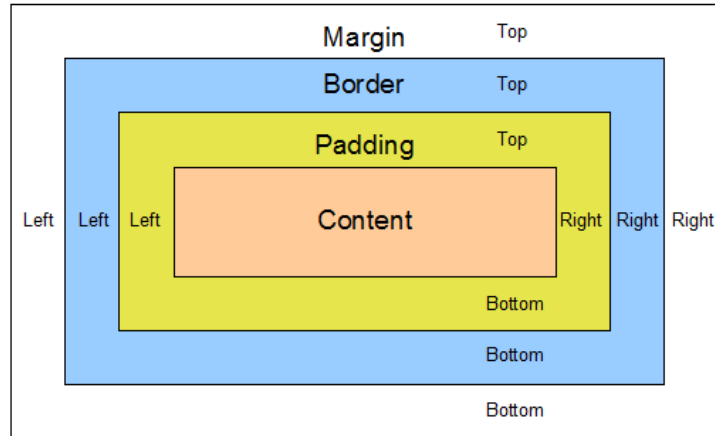 Margin Top
Border Top
Padding Top
Left Left Left Content Right Right Right
Bottom
Bottom
Bottom